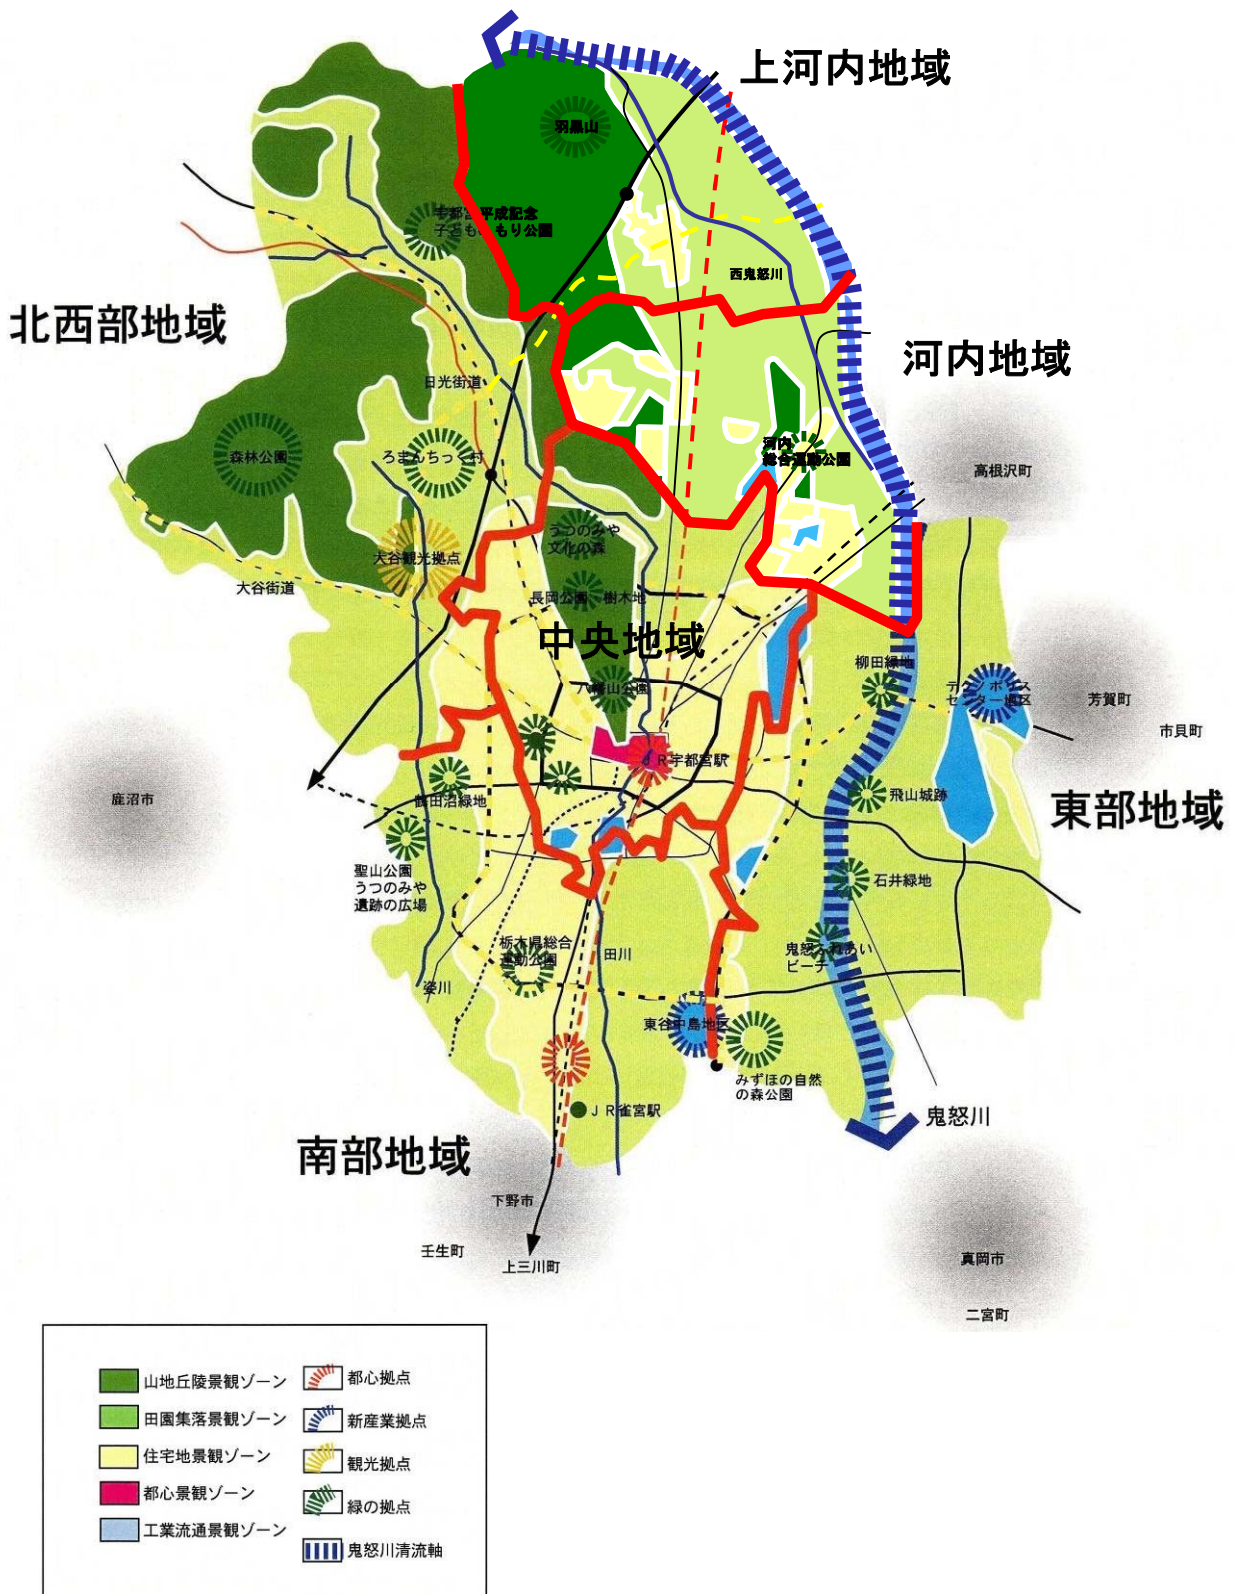 上河内地域
羽黒山
宇都宮平成記念
子どものもり公園
西鬼怒川
北西部地域
河内地域
日光街道
森林公園
ろまんちっく村
河内
総合運動公園
高根沢町
うつのみや
文化の森
大谷観光拠点
大谷街道
長岡公園 樹木地
中央地域
柳田緑地
八幡山公園
テクノポリス
センター地区
芳賀町
市貝町
JR宇都宮駅
鹿沼市
鶴田沼緑地
飛山城跡
東部地域
聖山公園
うつのみや
遺跡の広場
石井緑地
栃木県総合
運動公園
田川
鬼怒ふれあい
ビーチ
姿川
東谷中島地区
みずほの自然
の森公園
JR雀宮駅
鬼怒川
南部地域
下野市
壬生町
上三川町
真岡市
二宮町
山地丘陵景観ゾーン
都心拠点
田園集落景観ゾーン
新産業拠点
住宅地景観ゾーン
観光拠点
都心景観ゾーン
緑の拠点
工業流通景観ゾーン
鬼怒川清流軸